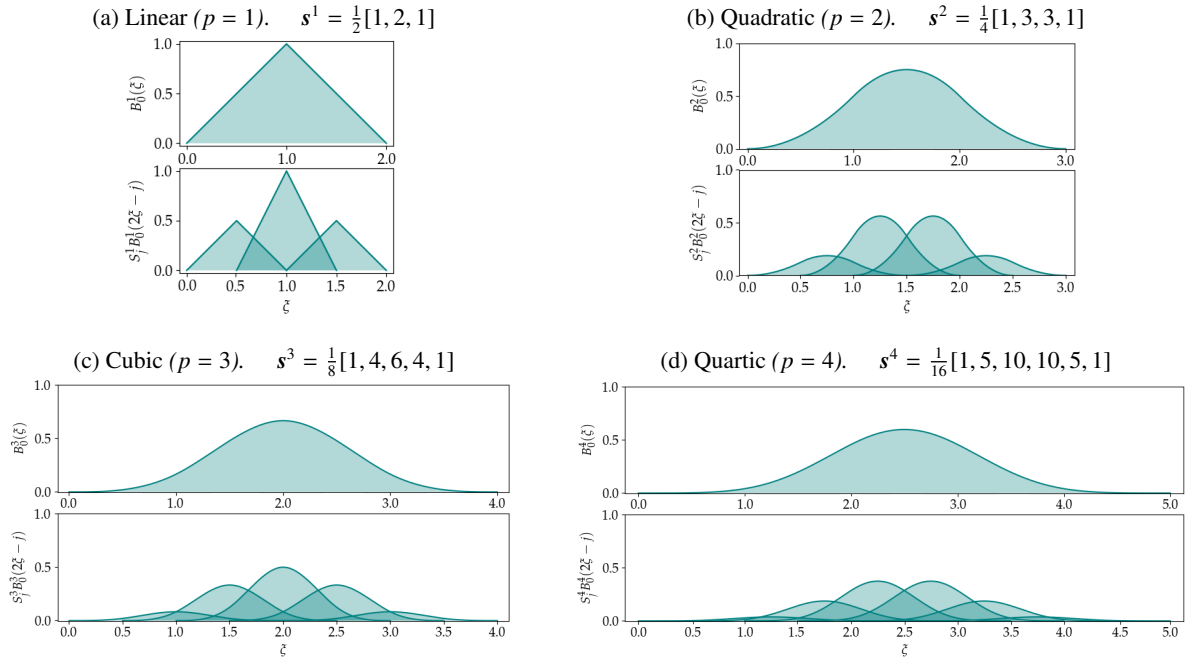 (a) Linear (p = 1). s¹ = ½[1, 2, 1]
1.0
0.5
0.0
B₀¹(ξ)
0.0 1.0 2.0
1.0
0.5
0.0
Sⱼ¹B₀¹(2ξ − j)
0.0 0.5 1.0 1.5 2.0
ξ
(b) Quadratic (p = 2). s² = ¼[1, 3, 3, 1]
1.0
0.5
0.0
B₀²(ξ)
0.0 1.0 2.0 3.0
1.0
0.5
0.0
Sⱼ²B₀²(2ξ − j)
0.0 0.5 1.0 1.5 2.0 2.5 3.0
ξ
(c) Cubic (p = 3). s³ = ⅛[1, 4, 6, 4, 1]
1.0
0.5
0.0
B₀³(ξ)
0.0 1.0 2.0 3.0 4.0
1.0
0.5
0.0
Sⱼ³B₀³(2ξ − j)
0.0 0.5 1.0 1.5 2.0 2.5 3.0 3.5 4.0
ξ
(d) Quartic (p = 4). s⁴ = 1/16[1, 5, 10, 10, 5, 1]
1.0
0.5
0.0
B₀⁴(ξ)
0.0 1.0 2.0 3.0 4.0 5.0
1.0
0.5
0.0
Sⱼ⁴B₀⁴(2ξ − j)
0.0 0.5 1.0 1.5 2.0 2.5 3.0 3.5 4.0 4.5 5.0
ξ